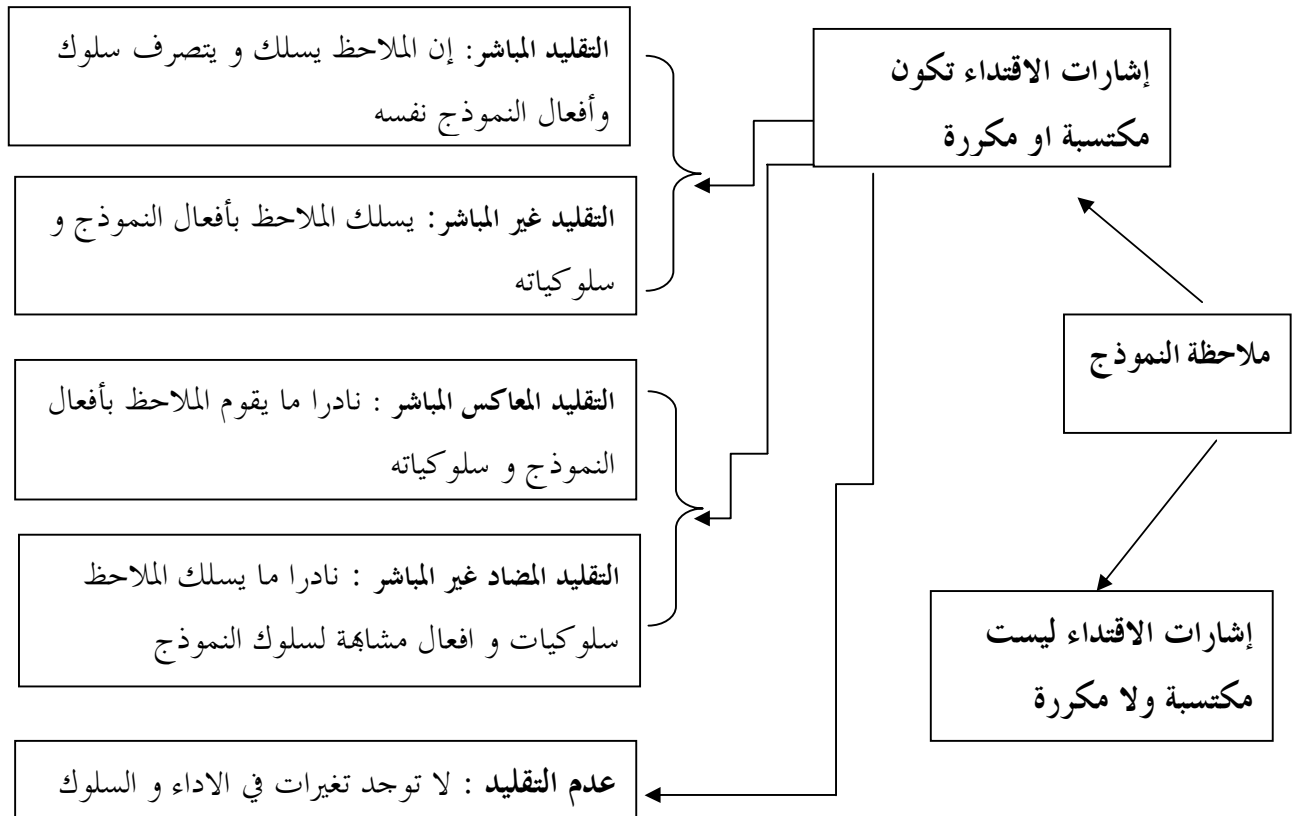 إشارات الاقتداء تكون
مكتسبة او مكررة
ملاحظة النموذج
إشارات الاقتداء ليست
مكتسبة ولا مكررة
التقليد المباشر: إن الملاحظ يسلك و يتصرف سلوك
وأفعال النموذج نفسه
التقليد غير المباشر: يسلك الملاحظ بأفعال النموذج و
سلوكياته
التقليد المعاكس المباشر : نادرا ما يقوم الملاحظ بأفعال
النموذج و سلوكياته
التقليد المضاد غير المباشر : نادرا ما يسلك الملاحظ
سلوكيات و افعال مشابهة لسلوك النموذج
عدم التقليد : لا توجد تغيرات في الاداء و السلوك